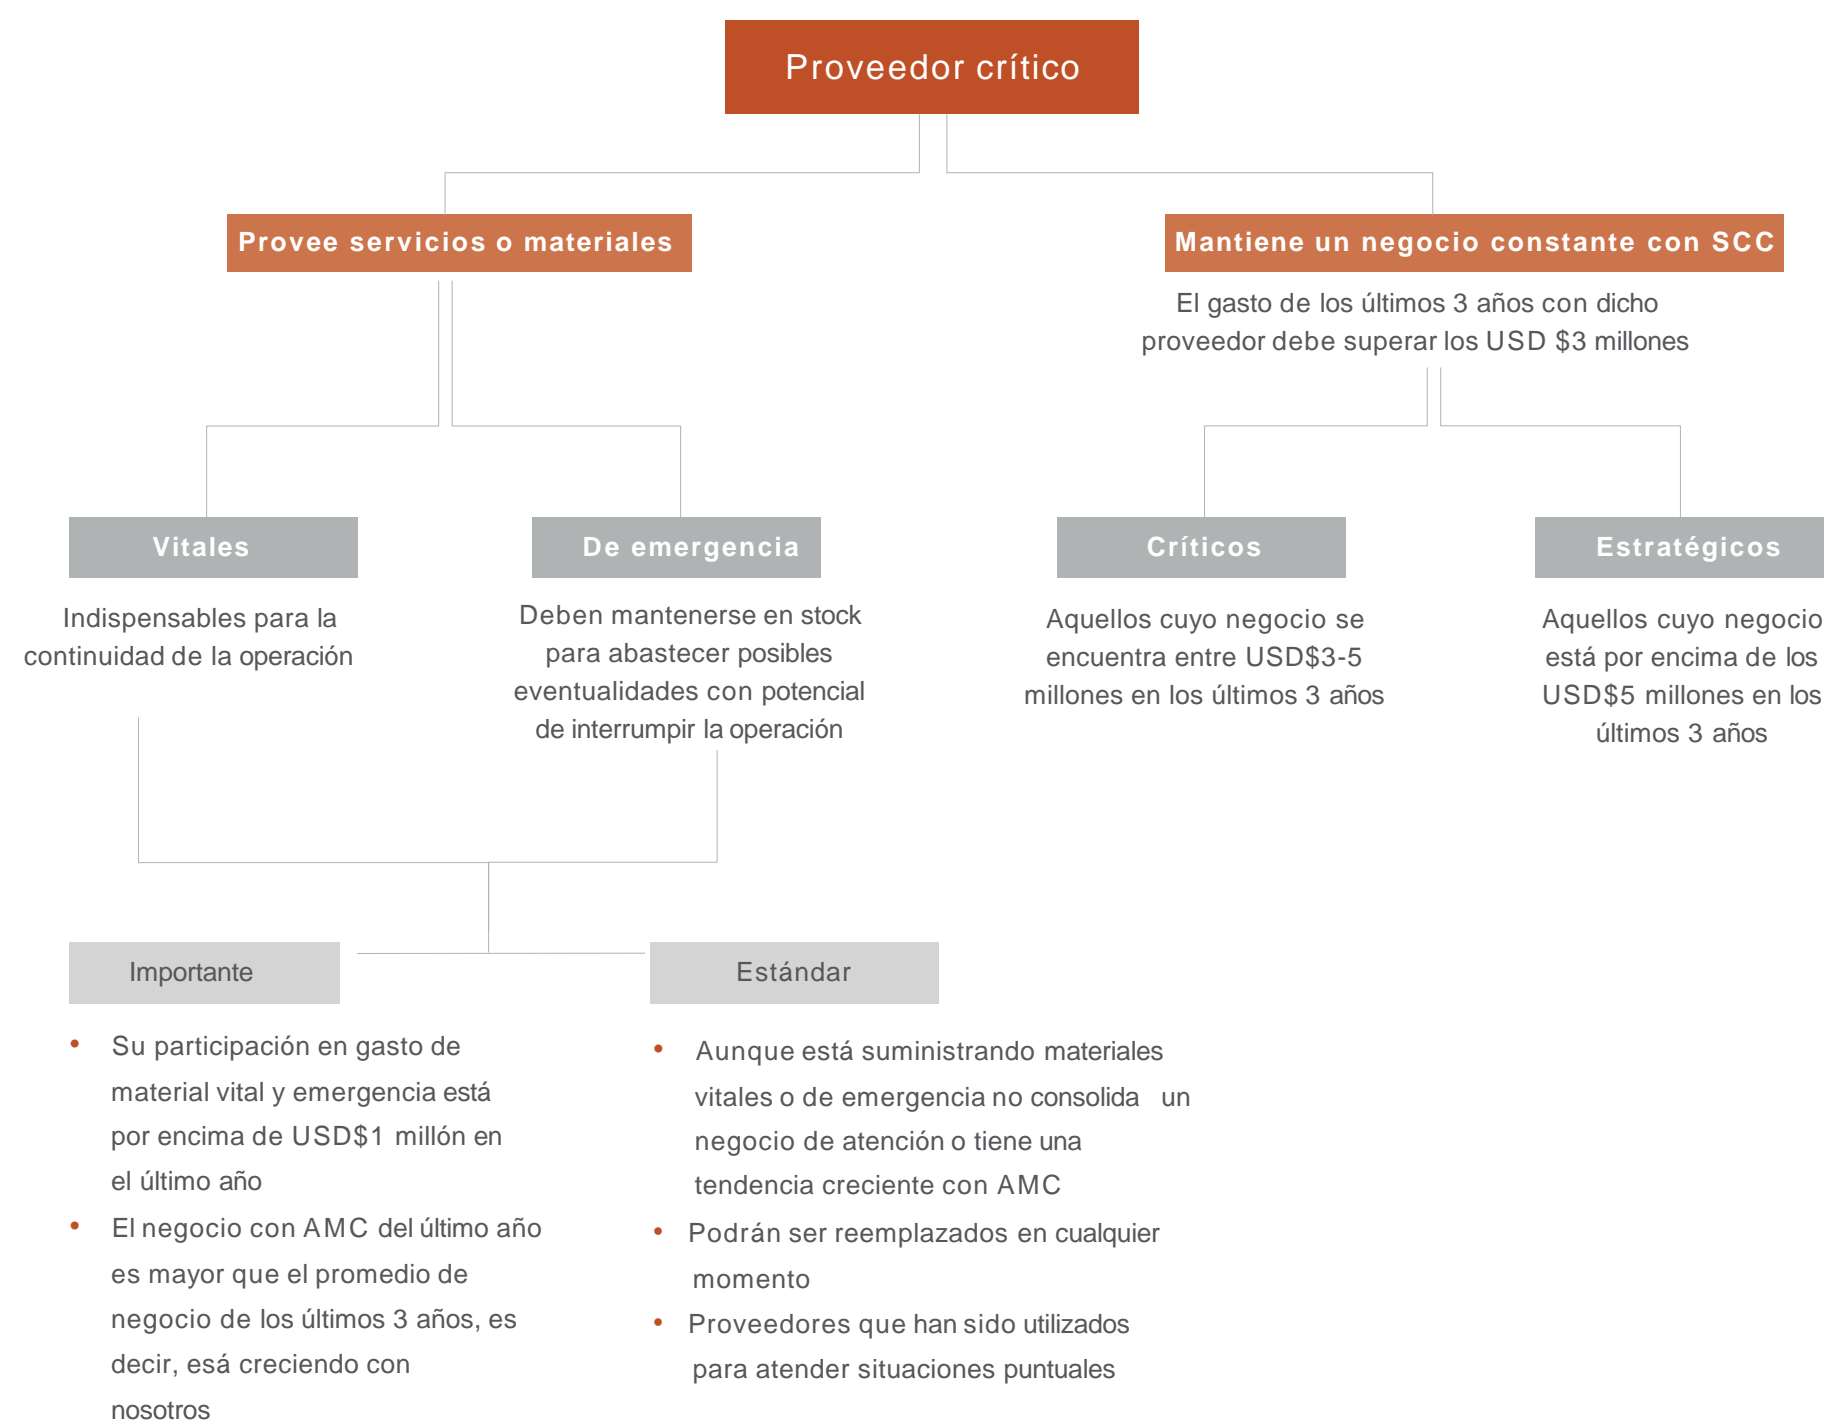 Proveedor crítico
Provee servicios o materiales
Mantiene un negocio constante con SCC
El gasto de los últimos 3 años con dicho
proveedor debe superar los USD $3 millones
Vitales
Indispensables para la
continuidad de la operación
De emergencia
Deben mantenerse en stock
para abastecer posibles
eventualidades con potencial
de interrumpir la operación
Críticos
Aquellos cuyo negocio se
encuentra entre USD$3-5
millones en los últimos 3 años
Estratégicos
Aquellos cuyo negocio
está por encima de los
USD$5 millones en los
últimos 3 años
Importante
• Su participación en gasto de
material vital y emergencia está
por encima de USD$1 millón en
el último año
• El negocio con AMC del último año
es mayor que el promedio de
negocio de los últimos 3 años, es
decir, esá creciendo con
nosotros
Estándar
• Aunque está suministrando materiales
vitales o de emergencia no consolida un
negocio de atención o tiene una
tendencia creciente con AMC
• Podrán ser reemplazados en cualquier
momento
• Proveedores que han sido utilizados
para atender situaciones puntuales